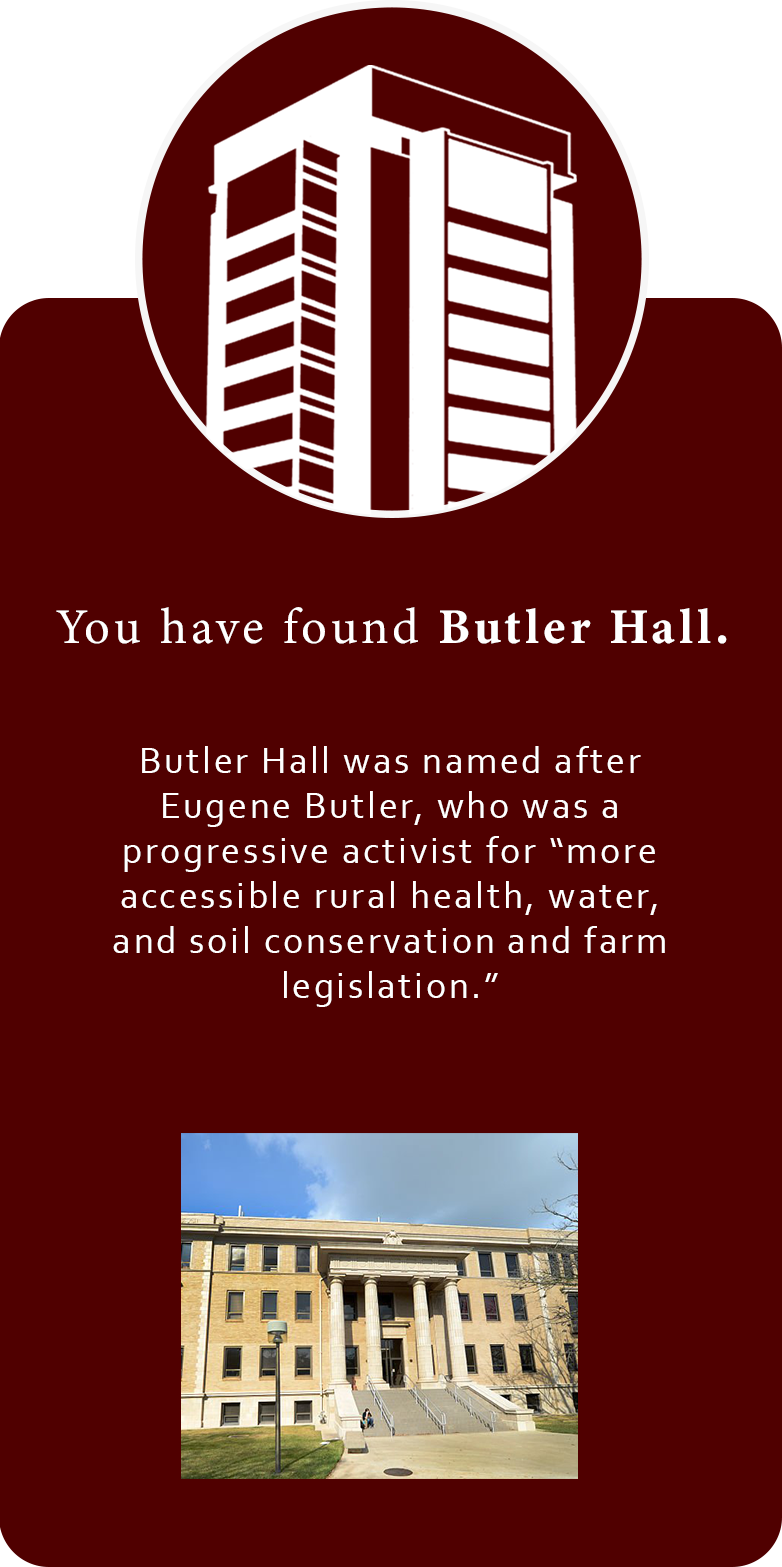 You have found Butler Hall.
Butler Hall was named after
Eugene Butler, who was a
progressive activist for “more
accessible rural health, water,
and soil conservation and farm
legislation.”